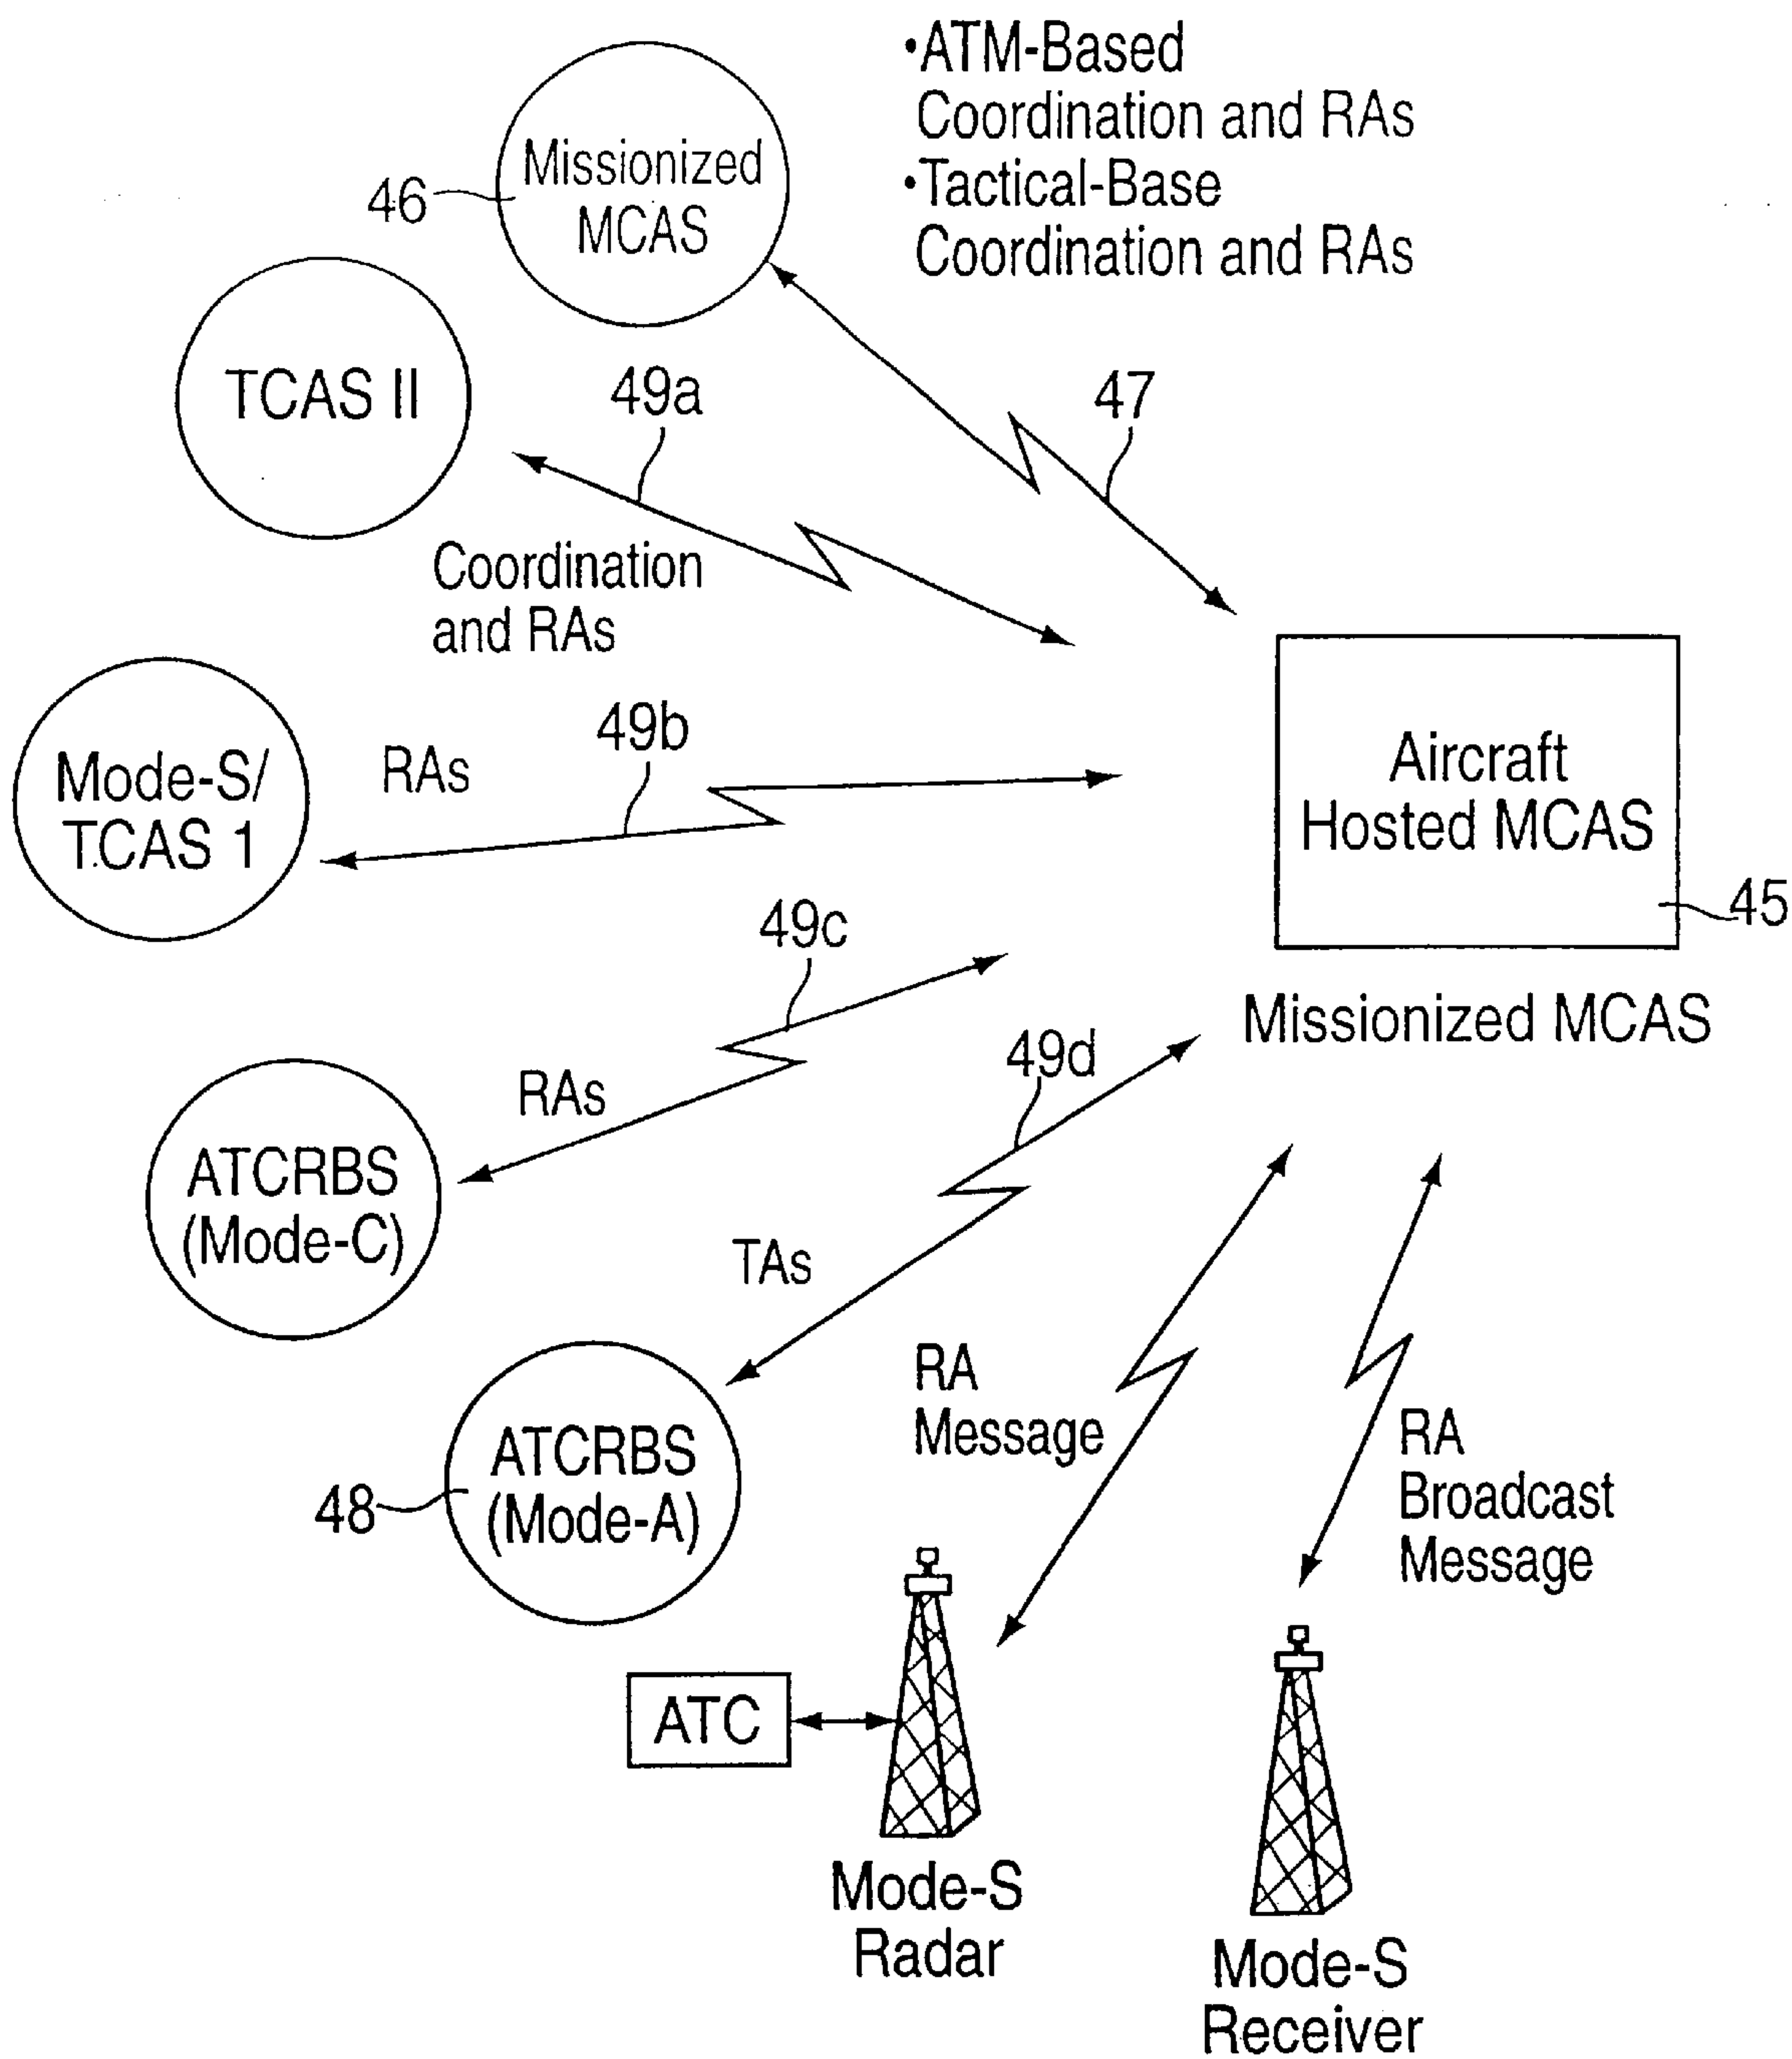 •ATM-Based
Coordination and RAs
•Tactical-Base
Coordination and RAs
Missionized
MCAS
46
TCAS II
49a
47
Coordination
and RAs
Mode-S/
TCAS 1
RAs
49b
Aircraft
Hosted MCAS
45
Missionized MCAS
49c
RAs
49d
ATCRBS
(Mode-C)
TAs
ATCRBS
(Mode-A)
48
RA
Message
RA
Broadcast
Message
ATC
Mode-S
Radar
Mode-S
Receiver